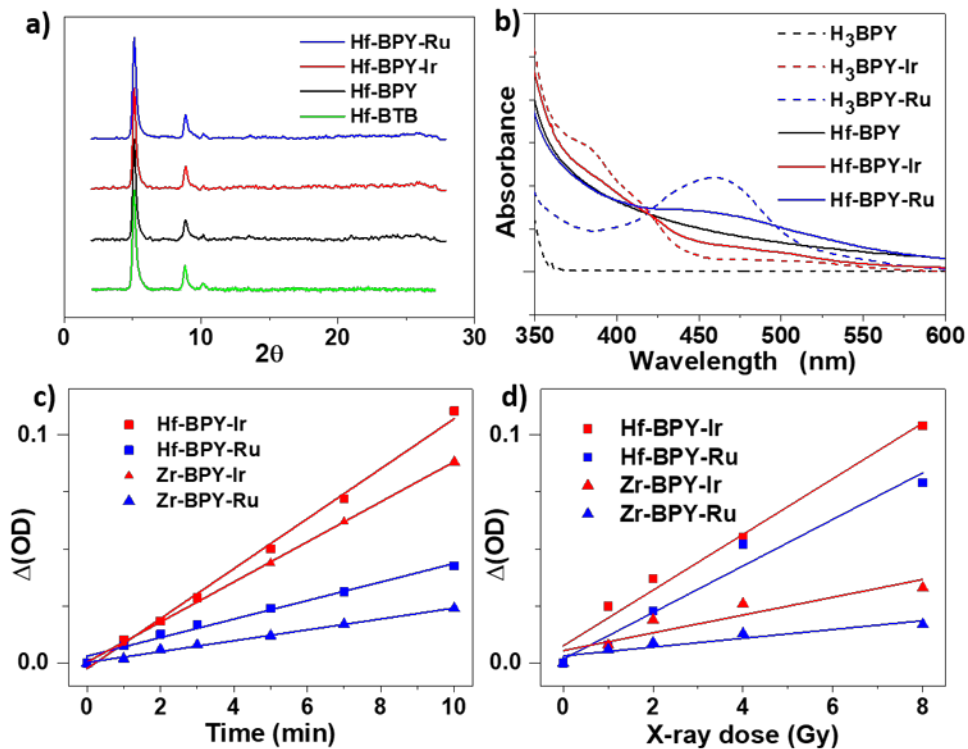 a)
Hf-BPY-Ru
Hf-BPY-Ir
Hf-BPY
Hf-BTB
0 10 20 30
2θ
b)
H₃BPY
H₃BPY-Ir
H₃BPY-Ru
Hf-BPY
Hf-BPY-Ir
Hf-BPY-Ru
Absorbance
350 400 450 500 550 600
Wavelength (nm)
c)
Hf-BPY-Ir
Hf-BPY-Ru
Zr-BPY-Ir
Zr-BPY-Ru
Δ(OD)
0.1
0.0
0 2 4 6 8 10
Time (min)
d)
Hf-BPY-Ir
Hf-BPY-Ru
Zr-BPY-Ir
Zr-BPY-Ru
Δ(OD)
0.1
0.0
0 2 4 6 8
X-ray dose (Gy)